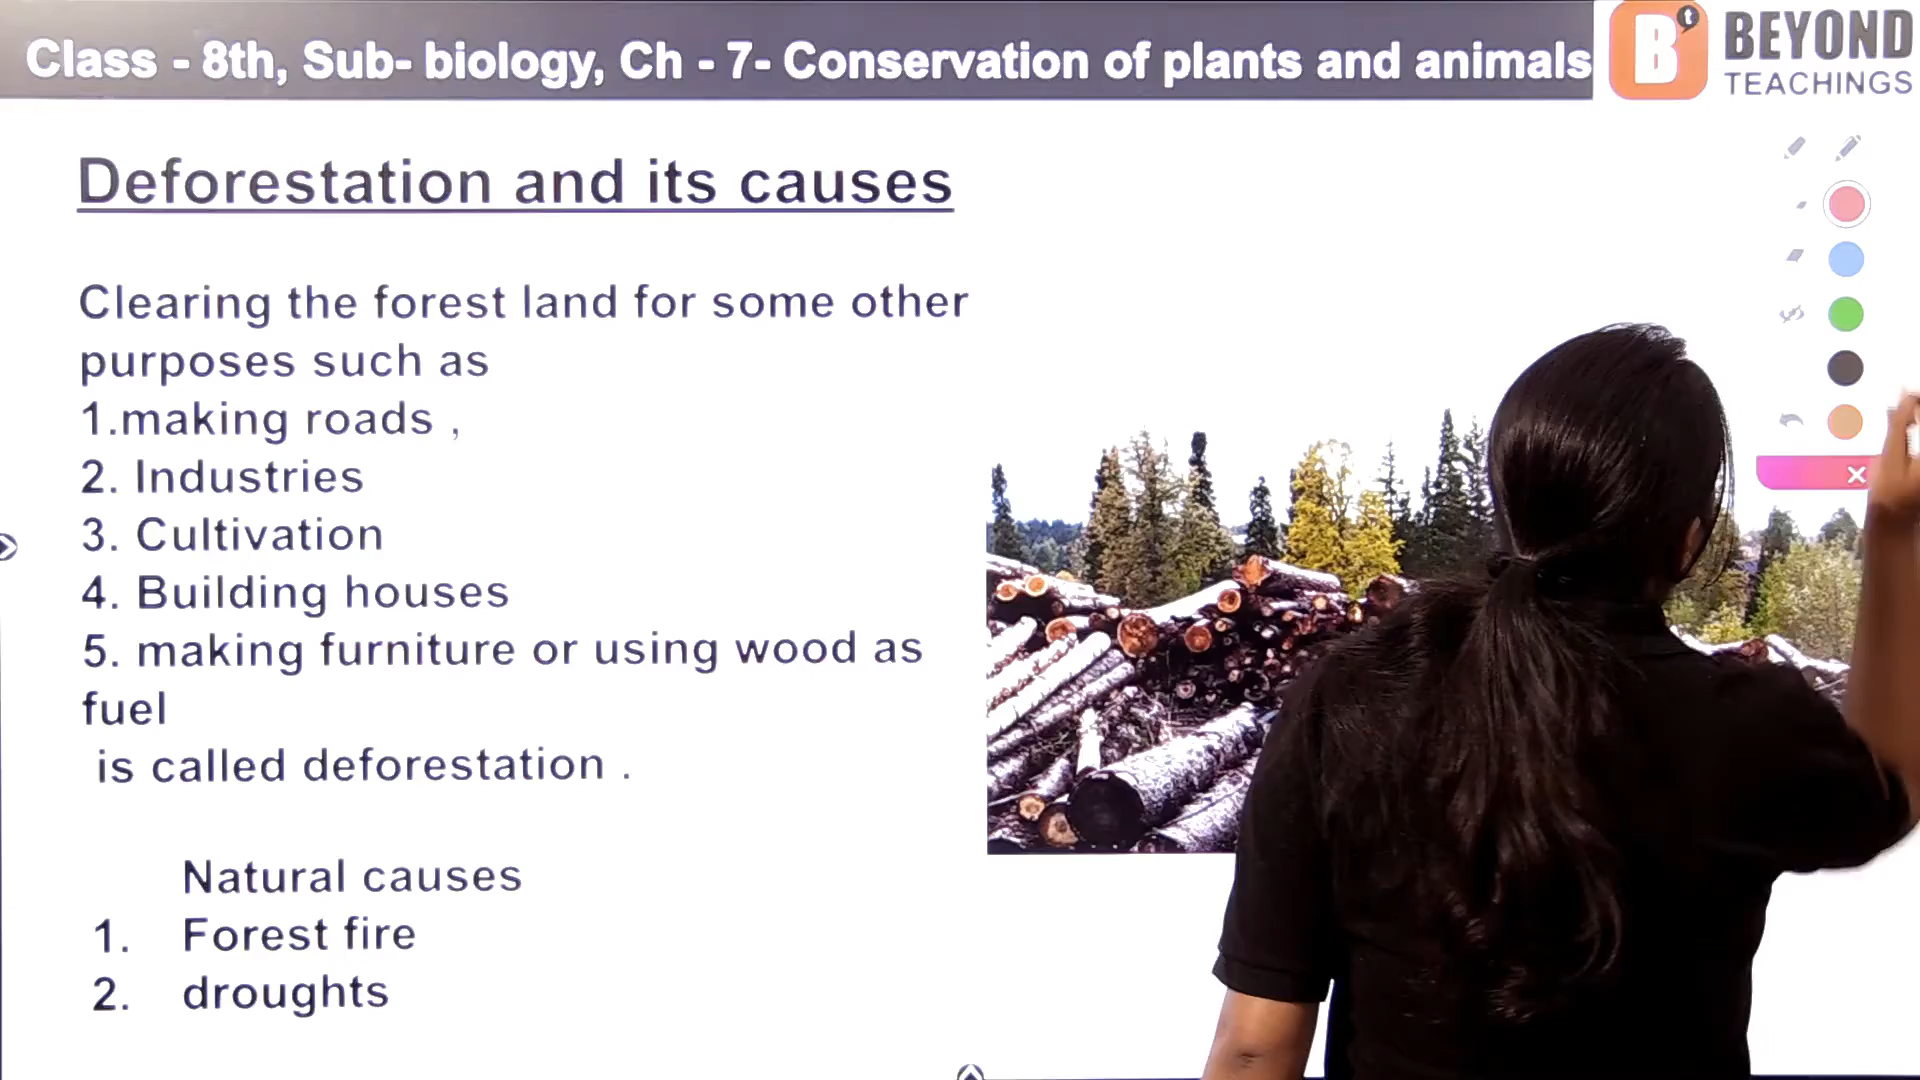 Class - 8th, Sub- biology, Ch - 7- Conservation of plants and animals
B t BEYOND
TEACHINGS
Deforestation and its causes
Clearing the forest land for some other
purposes such as
1.making roads ,
2. Industries
3. Cultivation
4. Building houses
5. making furniture or using wood as
fuel
is called deforestation .
Natural causes
1. Forest fire
2. droughts